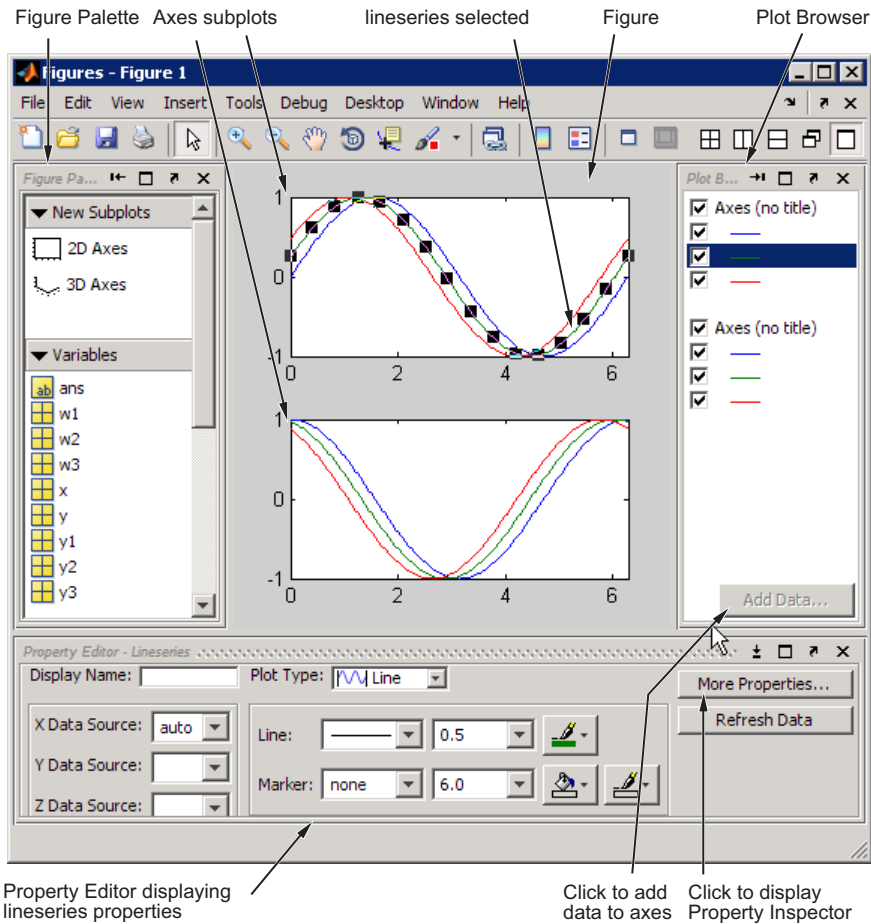 Figure Palette Axes subplots lineseries selected Figure Plot Browser
Figures - Figure 1
File Edit View Insert Tools Debug Desktop Window Help
Figure Pa...
New Subplots
2D Axes
3D Axes
Variables
ab ans
w1
w2
w3
x
y
y1
y2
y3
1
0
-1
0 2 4 6
1
0
-1
0 2 4 6
Plot B...
Axes (no title)
Axes (no title)
Add Data...
Property Editor - Lineseries
Display Name: Plot Type: Line
More Properties...
X Data Source: auto
Line: 0.5
Refresh Data
Y Data Source:
Marker: none 6.0
Z Data Source:
Property Editor displaying
lineseries properties
Click to add
data to axes
Click to display
Property Inspector